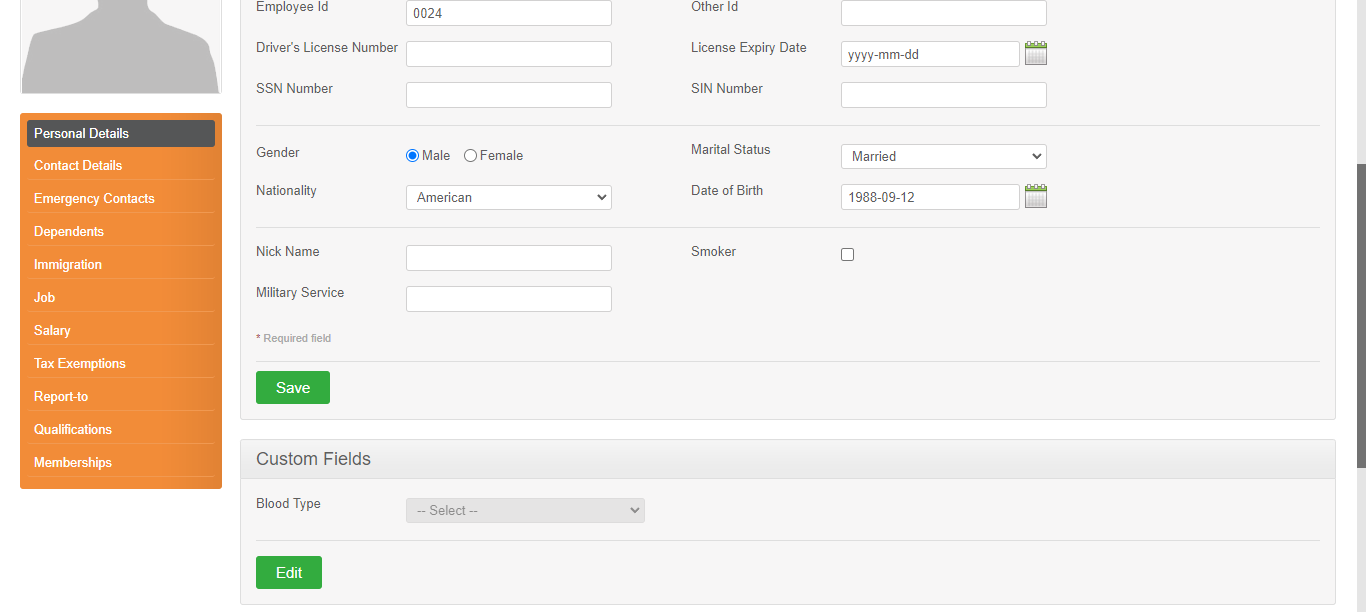 Employee Id 0024 Other Id
Driver's License Number License Expiry Date yyyy-mm-dd
SSN Number SIN Number
Personal Details
Contact Details
Emergency Contacts
Dependents
Immigration
Job
Salary
Tax Exemptions
Report-to
Qualifications
Memberships
Gender Male Female Marital Status Married
Nationality American Date of Birth 1988-09-12
Nick Name Smoker
Military Service
* Required field
Save
Custom Fields
Blood Type -- Select --
Edit